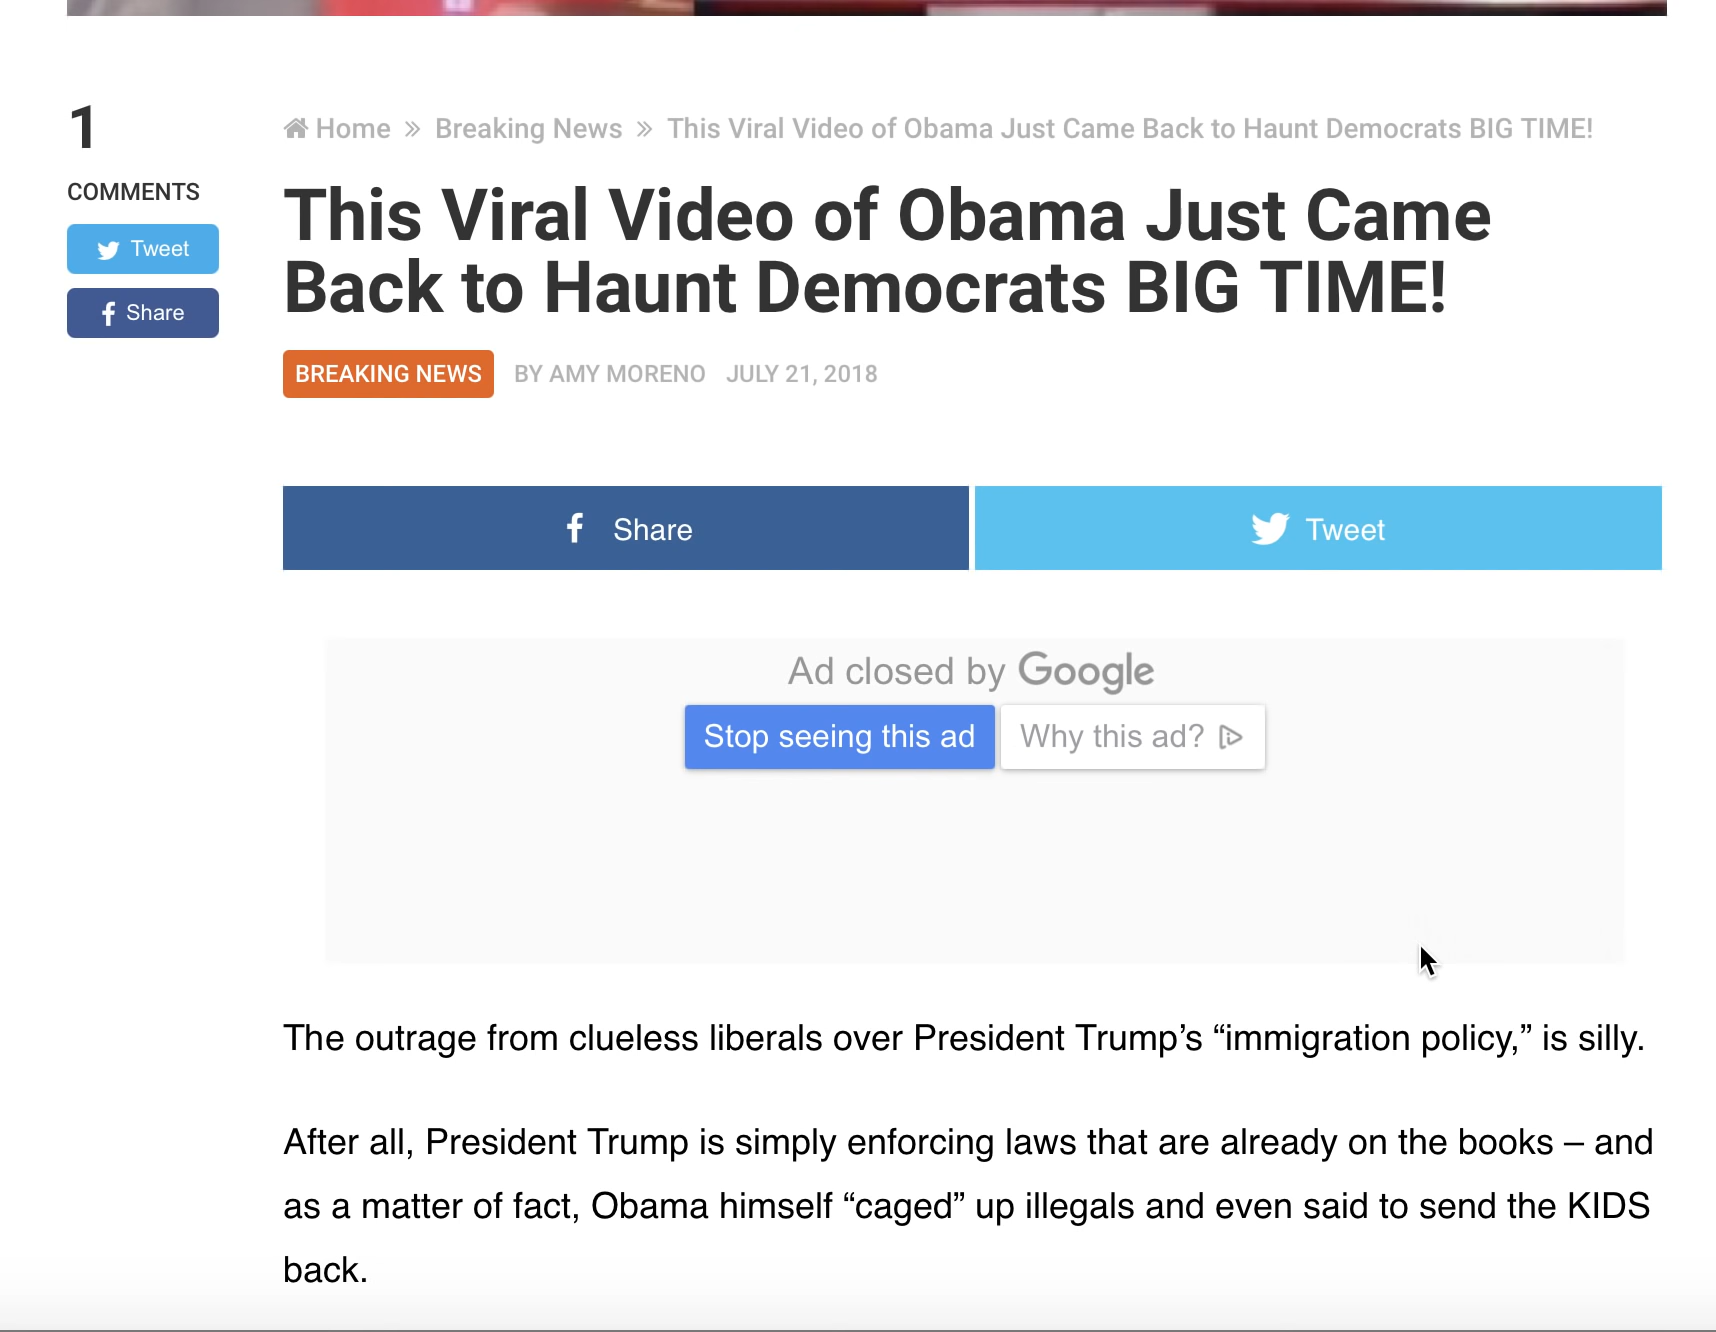 1
COMMENTS
Tweet
Share
Home » Breaking News » This Viral Video of Obama Just Came Back to Haunt Democrats BIG TIME!
This Viral Video of Obama Just Came
Back to Haunt Democrats BIG TIME!
BREAKING NEWS BY AMY MORENO JULY 21, 2018
Share Tweet
Ad closed by Google
Stop seeing this ad Why this ad?
The outrage from clueless liberals over President Trump’s “immigration policy,” is silly.
After all, President Trump is simply enforcing laws that are already on the books – and
as a matter of fact, Obama himself “caged” up illegals and even said to send the KIDS
back.